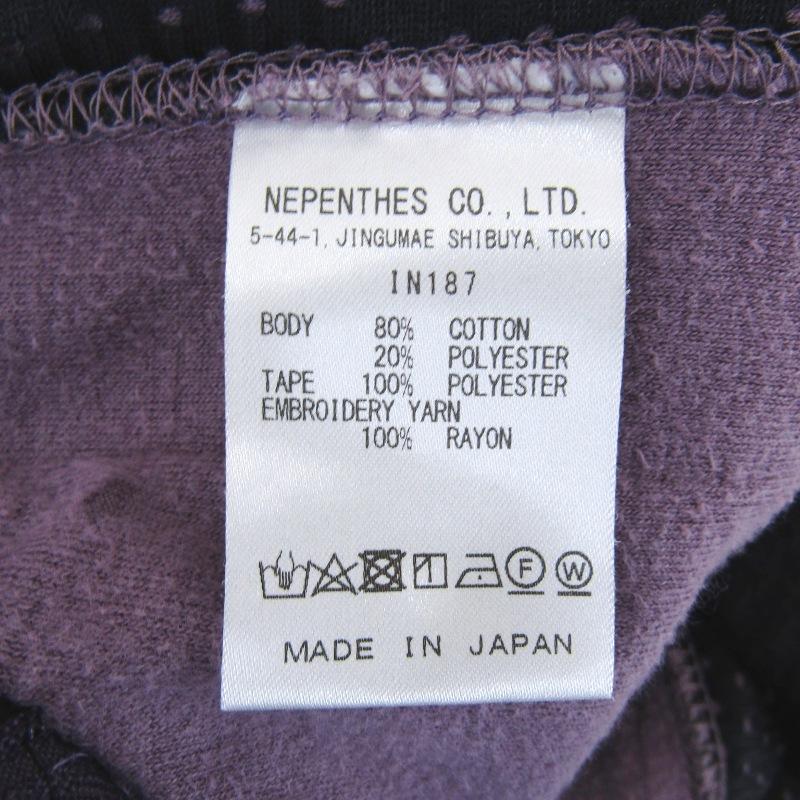 NEPENTHES CO.,LTD.
5-44-1, JINGUMAE SHIBUYA, TOKYO
IN187
BODY 80% COTTON
20% POLYESTER
TAPE 100% POLYESTER
EMBROIDERY YARN
100% RAYON
F W
MADE IN JAPAN